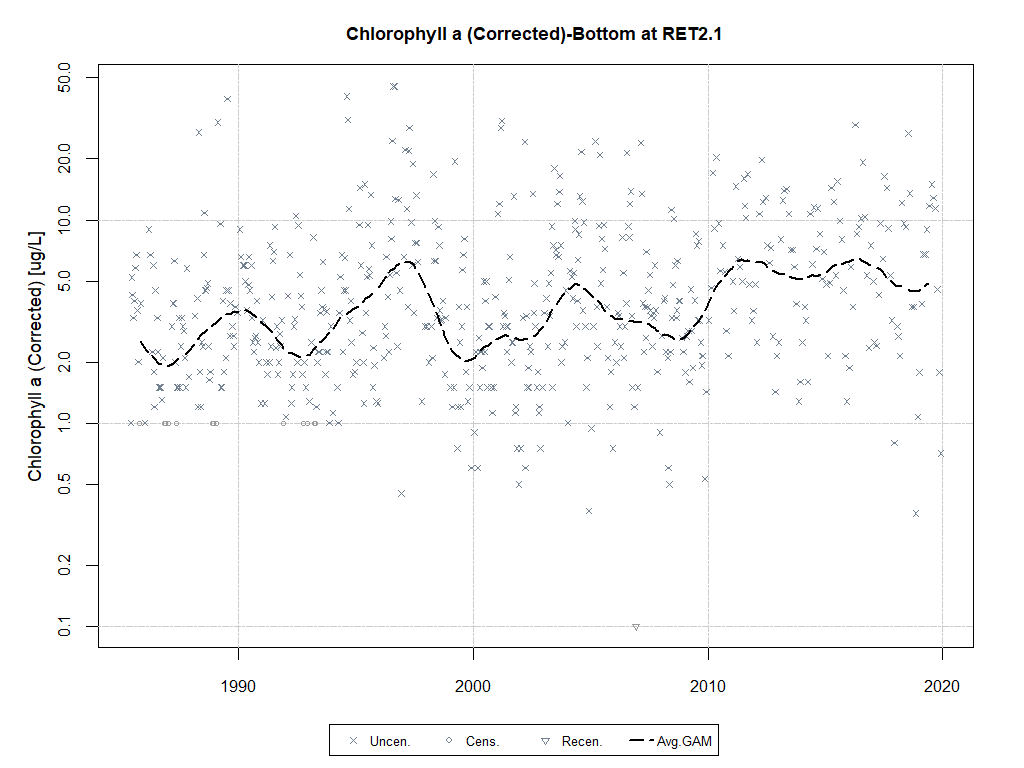 Chlorophyll a (Corrected)-Bottom at RET2.1
Chlorophyll a (Corrected) [ug/L]
50.0
20.0
10.0
5.0
2.0
1.0
0.5
0.2
0.1
1990 2000 2010 2020
Uncen. Cens. Recen. Avg.GAM